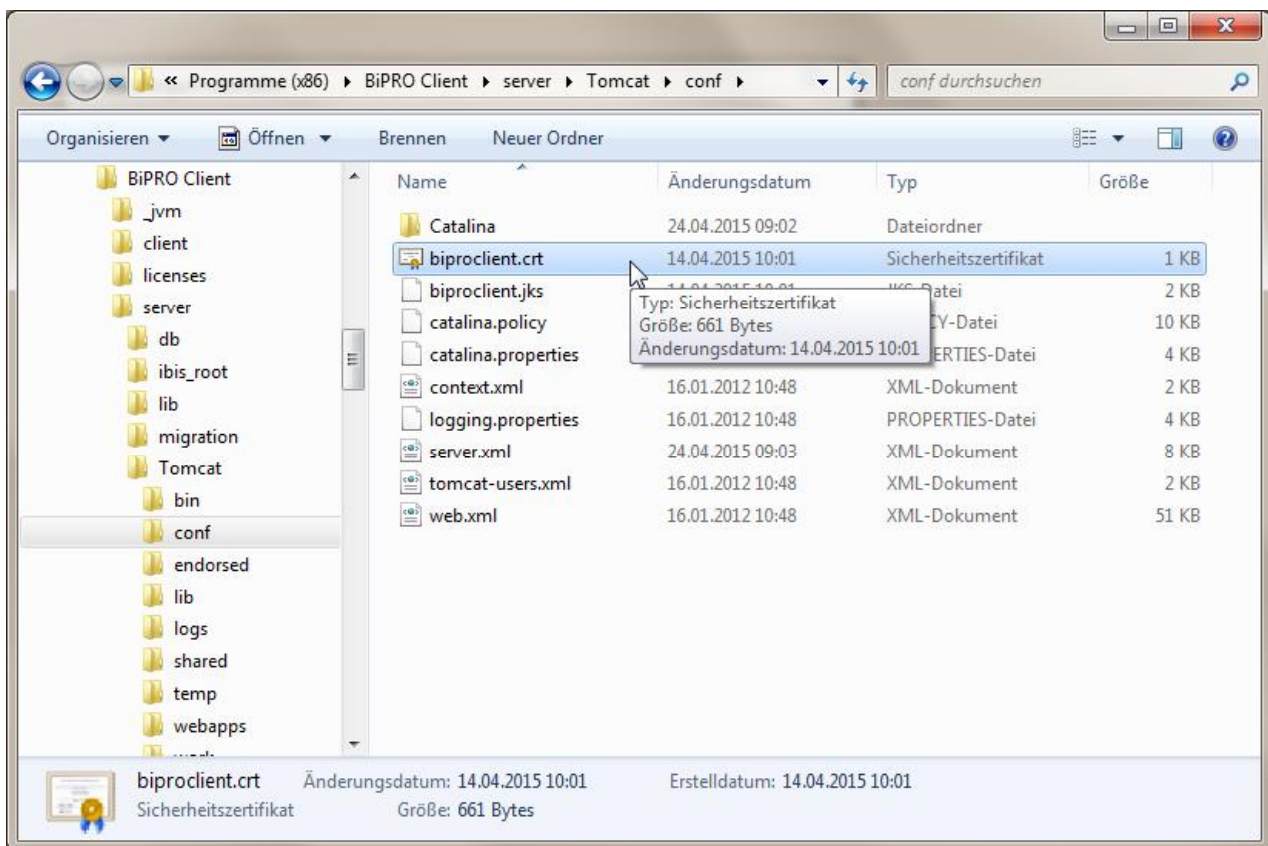 « Programme (x86) ▸ BiPRO Client ▸ server ▸ Tomcat ▸ conf ▸ conf durchsuchen
Organisieren Öffnen Brennen Neuer Ordner
BiPRO Client
_jvm
client
licenses
server
db
ibis_root
lib
migration
Tomcat
bin
conf
endorsed
lib
logs
shared
temp
webapps
Name Änderungsdatum Typ Größe
Catalina 24.04.2015 09:02 Dateiordner
biproclient.crt 14.04.2015 10:01 Sicherheitszertifikat 1 KB
biproclient.jks 2 KB
catalina.policy 10 KB
catalina.properties ERTIES-Datei 4 KB
context.xml 16.01.2012 10:48 XML-Dokument 2 KB
logging.properties 16.01.2012 10:48 PROPERTIES-Datei 4 KB
server.xml 24.04.2015 09:03 XML-Dokument 8 KB
tomcat-users.xml 16.01.2012 10:48 XML-Dokument 2 KB
web.xml 16.01.2012 10:48 XML-Dokument 51 KB
Typ: Sicherheitszertifikat
Größe: 661 Bytes
Änderungsdatum: 14.04.2015 10:01
biproclient.crt Änderungsdatum: 14.04.2015 10:01 Erstelldatum: 14.04.2015 10:01
Sicherheitszertifikat Größe: 661 Bytes